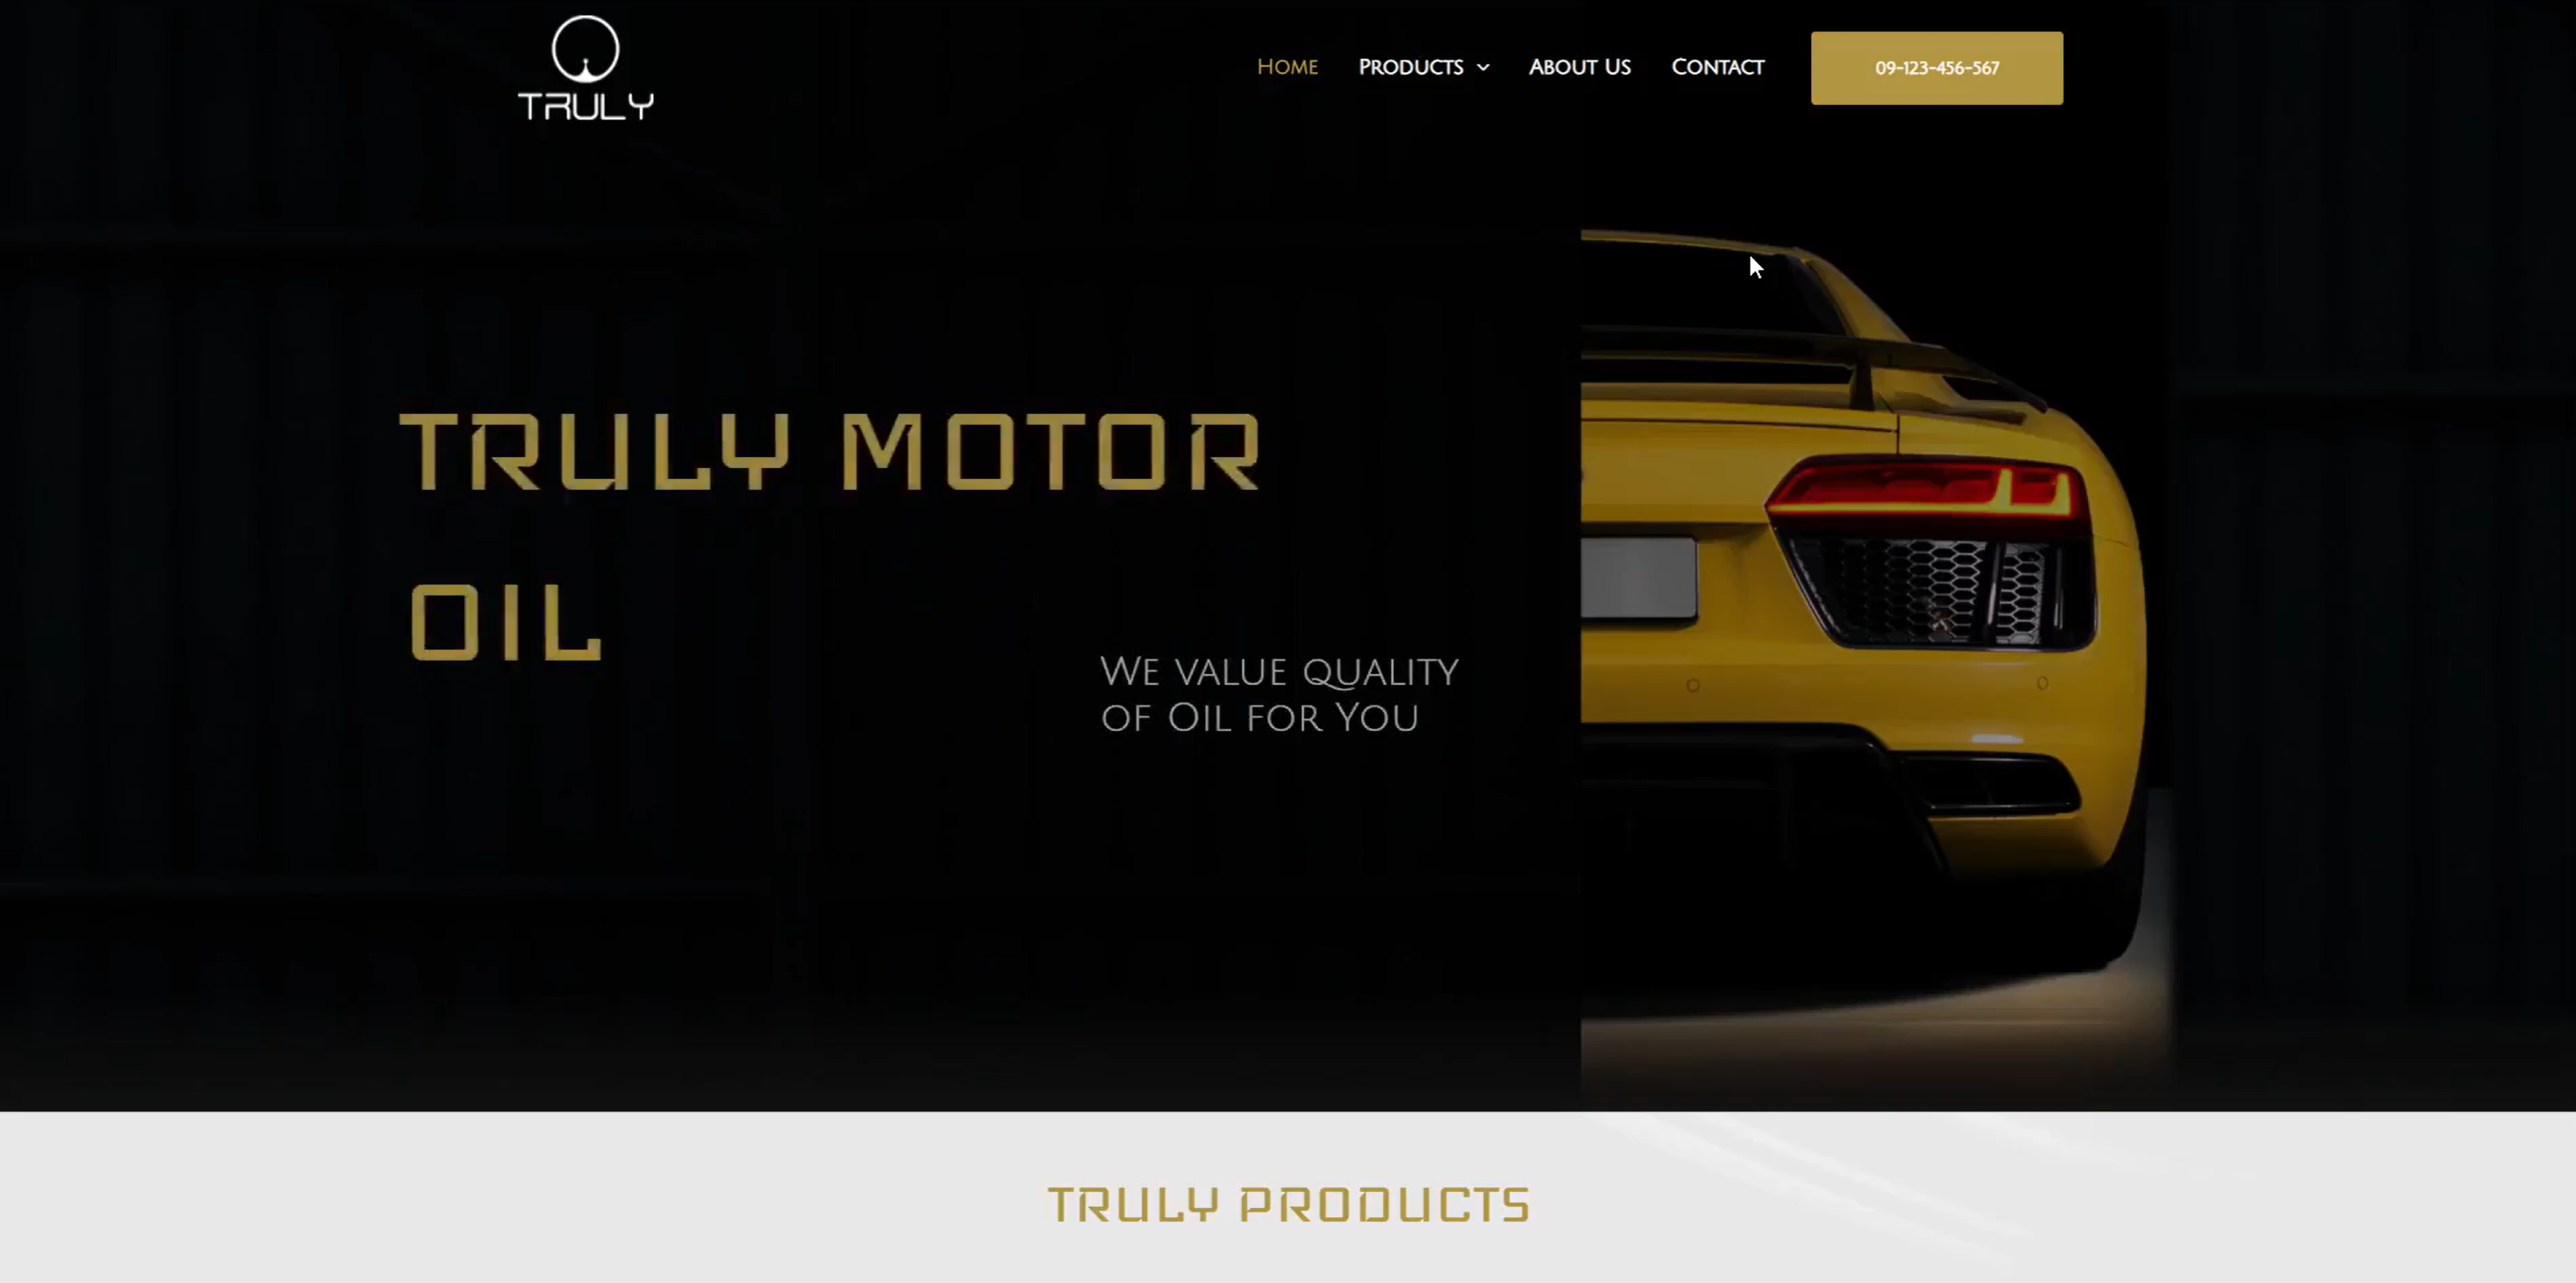 TRULY
HOME
PRODUCTS
ABOUT US
CONTACT
09-123-456-567
TRULY MOTOR
OIL
WE VALUE QUALITY
OF OIL FOR YOU
TRULY PRODUCTS